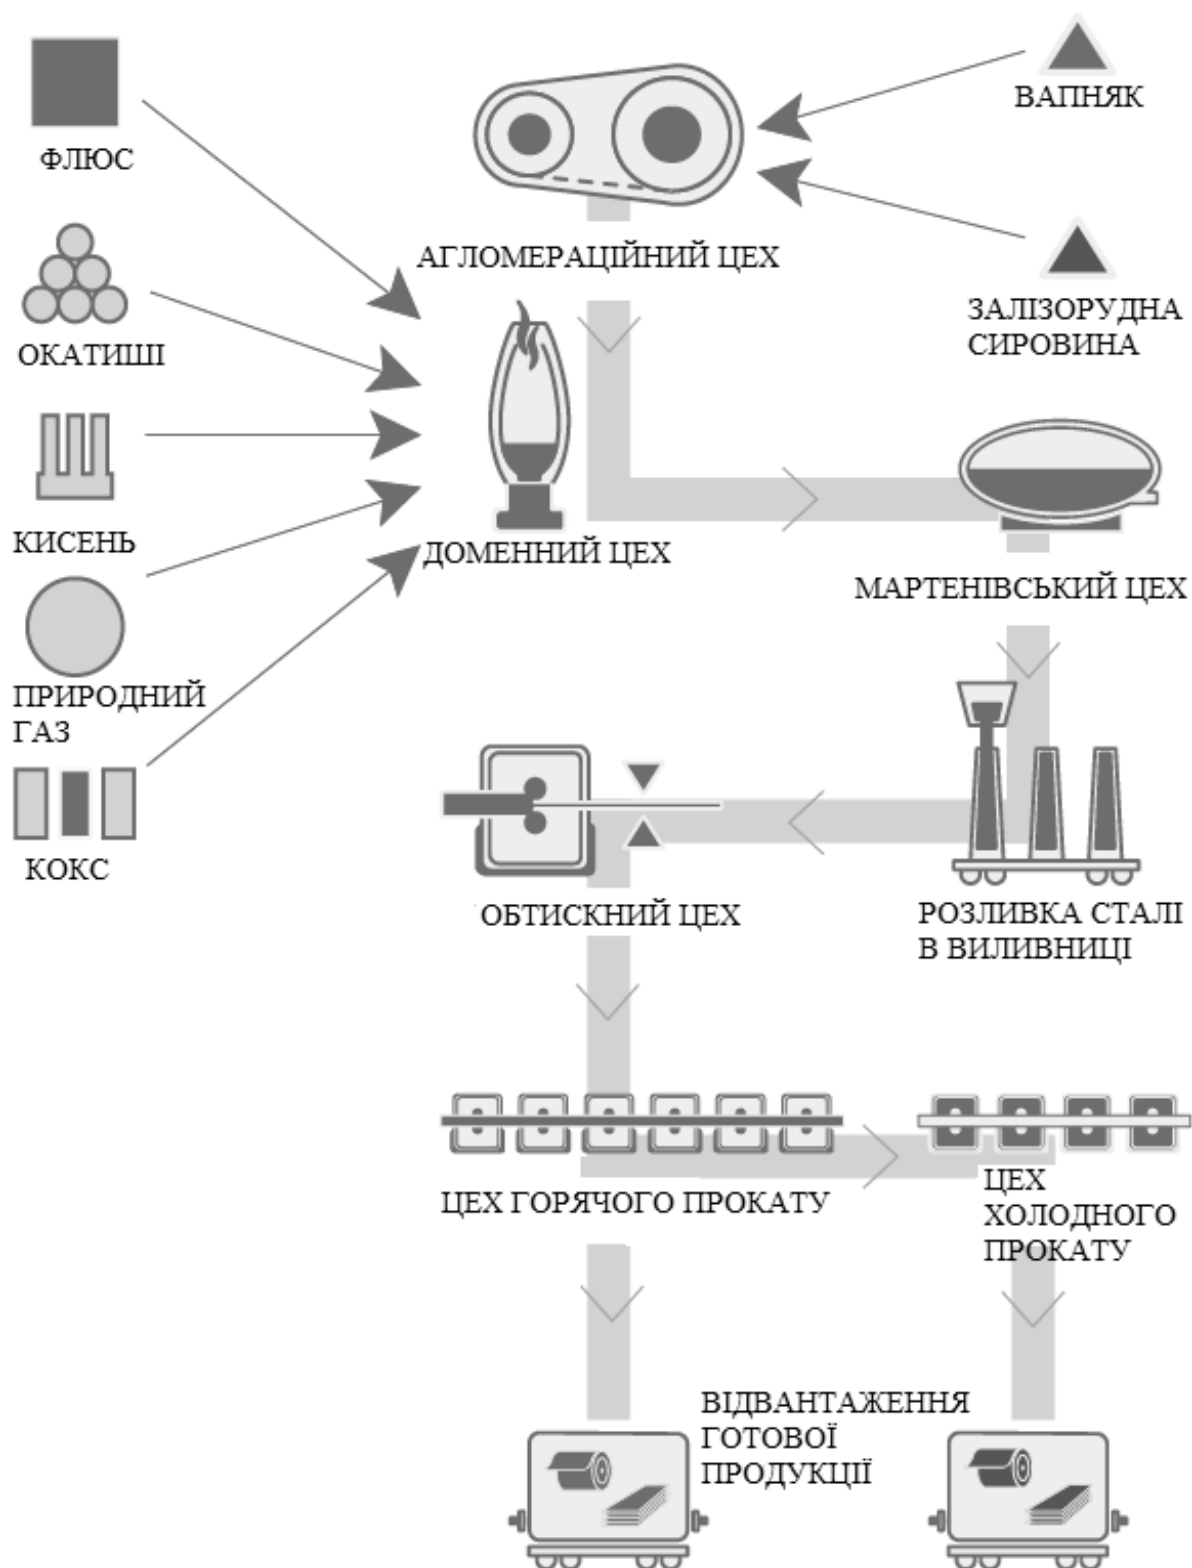 ФЛЮС
ВАПНЯК
АГЛОМЕРАЦІЙНИЙ ЦЕХ
ЗАЛІЗОРУДНА
СИРОВИНА
ОКАТИШІ
КИСЕНЬ
ДОМЕННИЙ ЦЕХ
МАРТЕНІВСЬКИЙ ЦЕХ
ПРИРОДНИЙ
ГАЗ
КОКС
ОБТИСКНИЙ ЦЕХ
РОЗЛИВКА СТАЛІ
В ВИЛИВНИЦІ
ЦЕХ ГОРЯЧОГО ПРОКАТУ
ЦЕХ
ХОЛОДНОГО
ПРОКАТУ
ВІДВАНТАЖЕННЯ
ГОТОВОЇ
ПРОДУКЦІЇ